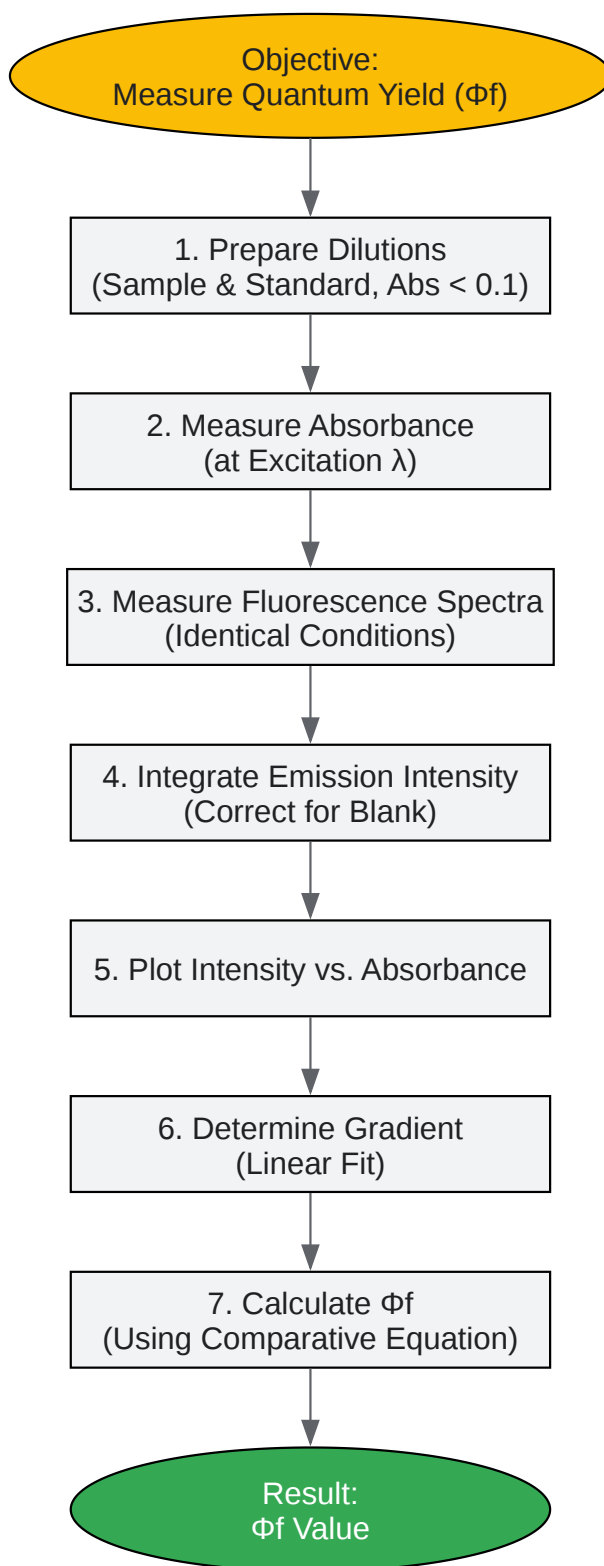 Objective:
Measure Quantum Yield (Φf)
1. Prepare Dilutions
(Sample & Standard, Abs < 0.1)
2. Measure Absorbance
(at Excitation λ)
3. Measure Fluorescence Spectra
(Identical Conditions)
4. Integrate Emission Intensity
(Correct for Blank)
5. Plot Intensity vs. Absorbance
6. Determine Gradient
(Linear Fit)
7. Calculate Φf
(Using Comparative Equation)
Result:
Φf Value